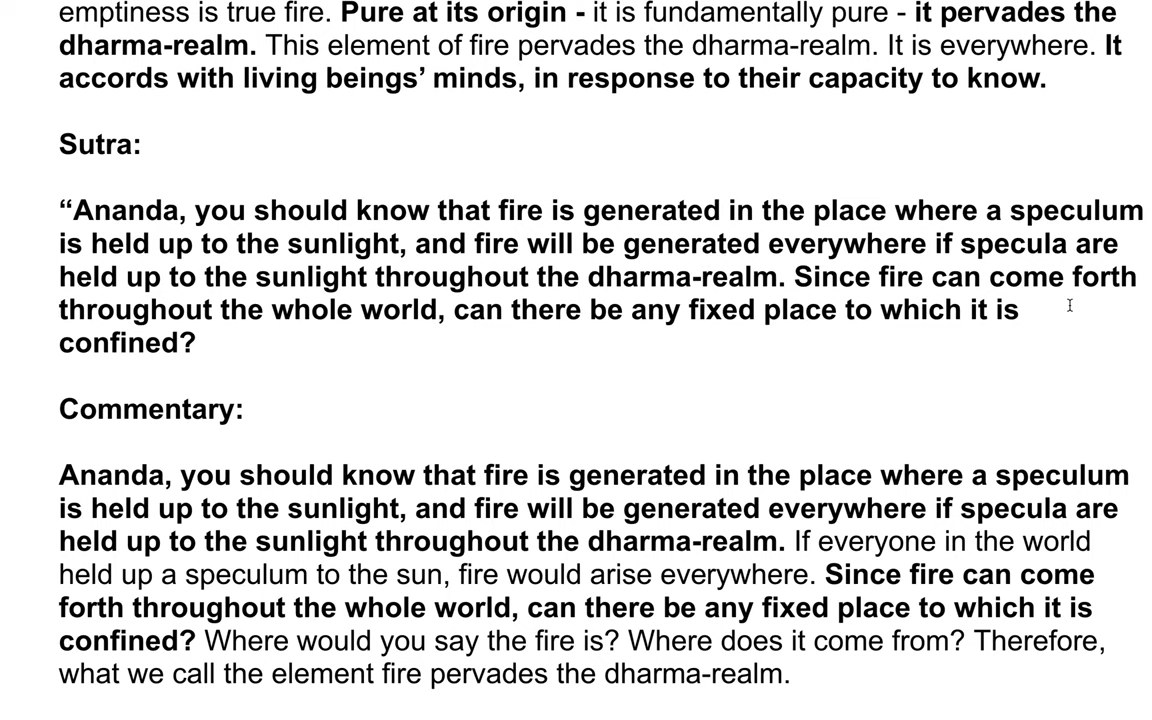 emptiness is true fire. Pure at its origin - it is fundamentally pure - it pervades the
dharma-realm. This element of fire pervades the dharma-realm. It is everywhere. It
accords with living beings’ minds, in response to their capacity to know.
Sutra:
“Ananda, you should know that fire is generated in the place where a speculum
is held up to the sunlight, and fire will be generated everywhere if specula are
held up to the sunlight throughout the dharma-realm. Since fire can come forth
throughout the whole world, can there be any fixed place to which it is
confined?
Commentary:
Ananda, you should know that fire is generated in the place where a speculum
is held up to the sunlight, and fire will be generated everywhere if specula are
held up to the sunlight throughout the dharma-realm. If everyone in the world
held up a speculum to the sun, fire would arise everywhere. Since fire can come
forth throughout the whole world, can there be any fixed place to which it is
confined? Where would you say the fire is? Where does it come from? Therefore,
what we call the element fire pervades the dharma-realm.